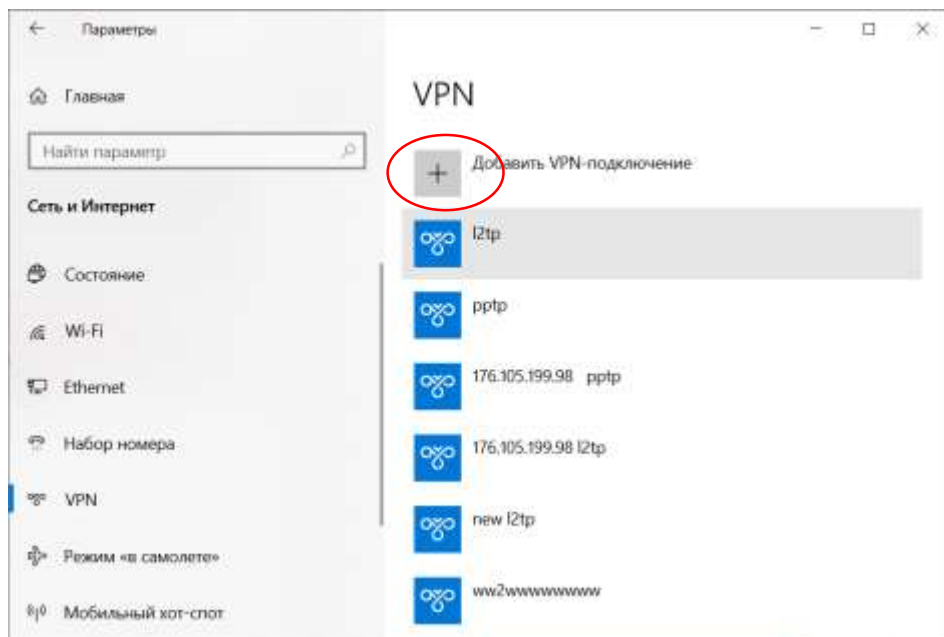 Параметры
Главная
Найти параметр
Сеть и Интернет
Состояние
Wi-Fi
Ethernet
Набор номера
VPN
Режим «в самолете»
Мобильный хот-спот
VPN
Добавить VPN-подключение
l2tp
pptp
176.105.199.98 pptp
176.105.199.98 l2tp
new l2tp
ww2wwwwwwww